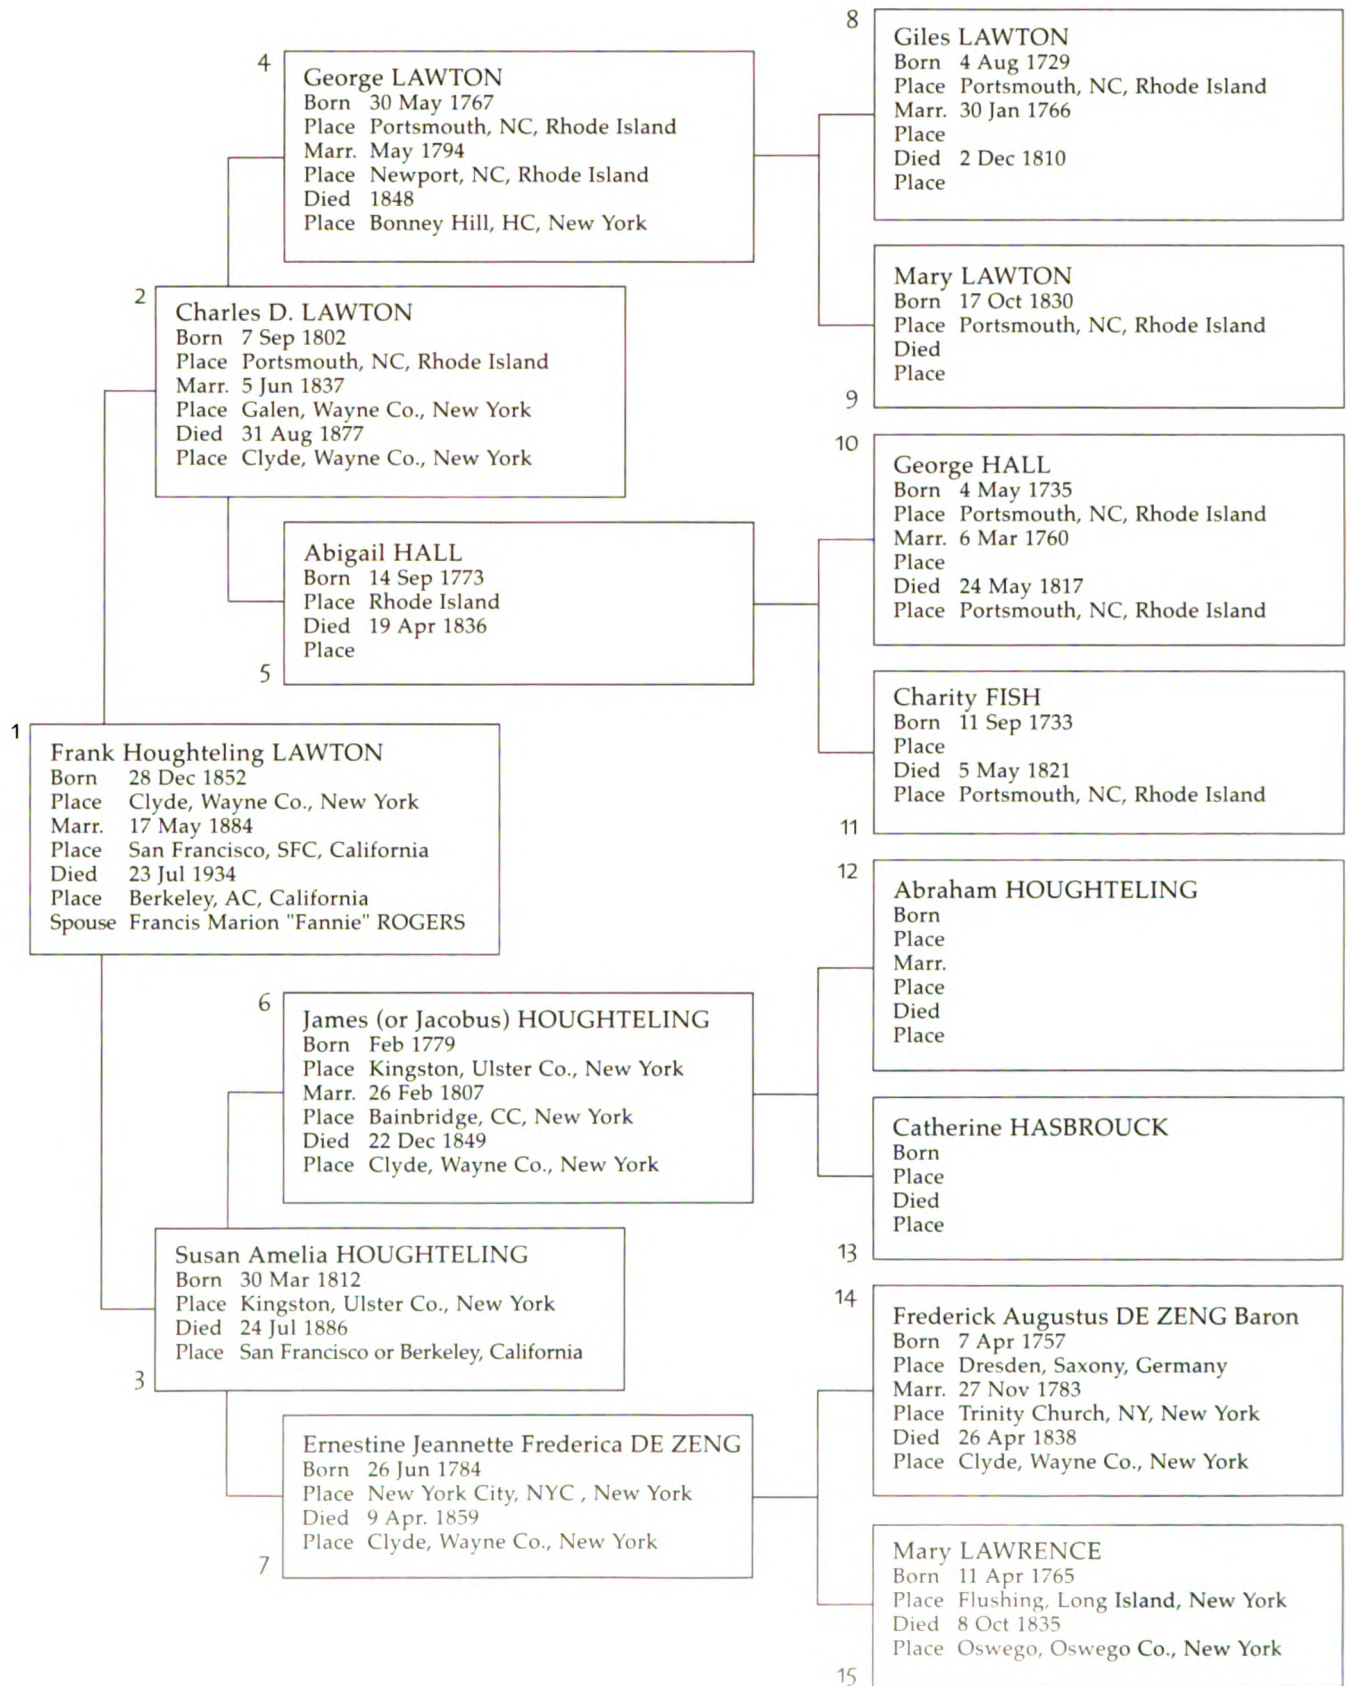 1
Frank Houghteling LAWTON
Born 28 Dec 1852
Place Clyde, Wayne Co., New York
Marr. 17 May 1884
Place San Francisco, SFC, California
Died 23 Jul 1934
Place Berkeley, AC, California
Spouse Francis Marion "Fannie" ROGERS
2
Charles D. LAWTON
Born 7 Sep 1802
Place Portsmouth, NC, Rhode Island
Marr. 5 Jun 1837
Place Galen, Wayne Co., New York
Died 31 Aug 1877
Place Clyde, Wayne Co., New York
Susan Amelia HOUGHTELING
Born 30 Mar 1812
Place Kingston, Ulster Co., New York
Died 24 Jul 1886
Place San Francisco or Berkeley, California
3
4
George LAWTON
Born 30 May 1767
Place Portsmouth, NC, Rhode Island
Marr. May 1794
Place Newport, NC, Rhode Island
Died 1848
Place Bonney Hill, HC, New York
Abigail HALL
Born 14 Sep 1773
Place Rhode Island
Died 19 Apr 1836
Place
5
6
James (or Jacobus) HOUGHTELING
Born Feb 1779
Place Kingston, Ulster Co., New York
Marr. 26 Feb 1807
Place Bainbridge, CC, New York
Died 22 Dec 1849
Place Clyde, Wayne Co., New York
Ernestine Jeannette Frederica DE ZENG
Born 26 Jun 1784
Place New York City, NYC , New York
Died 9 Apr. 1859
Place Clyde, Wayne Co., New York
7
8
Giles LAWTON
Born 4 Aug 1729
Place Portsmouth, NC, Rhode Island
Marr. 30 Jan 1766
Place
Died 2 Dec 1810
Place
Mary LAWTON
Born 17 Oct 1830
Place Portsmouth, NC, Rhode Island
Died
Place
9
10
George HALL
Born 4 May 1735
Place Portsmouth, NC, Rhode Island
Marr. 6 Mar 1760
Place
Died 24 May 1817
Place Portsmouth, NC, Rhode Island
Charity FISH
Born 11 Sep 1733
Place
Died 5 May 1821
Place Portsmouth, NC, Rhode Island
11
12
Abraham HOUGHTELING
Born
Place
Marr.
Place
Died
Place
Catherine HASBROUCK
Born
Place
Died
Place
13
14
Frederick Augustus DE ZENG Baron
Born 7 Apr 1757
Place Dresden, Saxony, Germany
Marr. 27 Nov 1783
Place Trinity Church, NY, New York
Died 26 Apr 1838
Place Clyde, Wayne Co., New York
Mary LAWRENCE
Born 11 Apr 1765
Place Flushing, Long Island, New York
Died 8 Oct 1835
Place Oswego, Oswego Co., New York
15